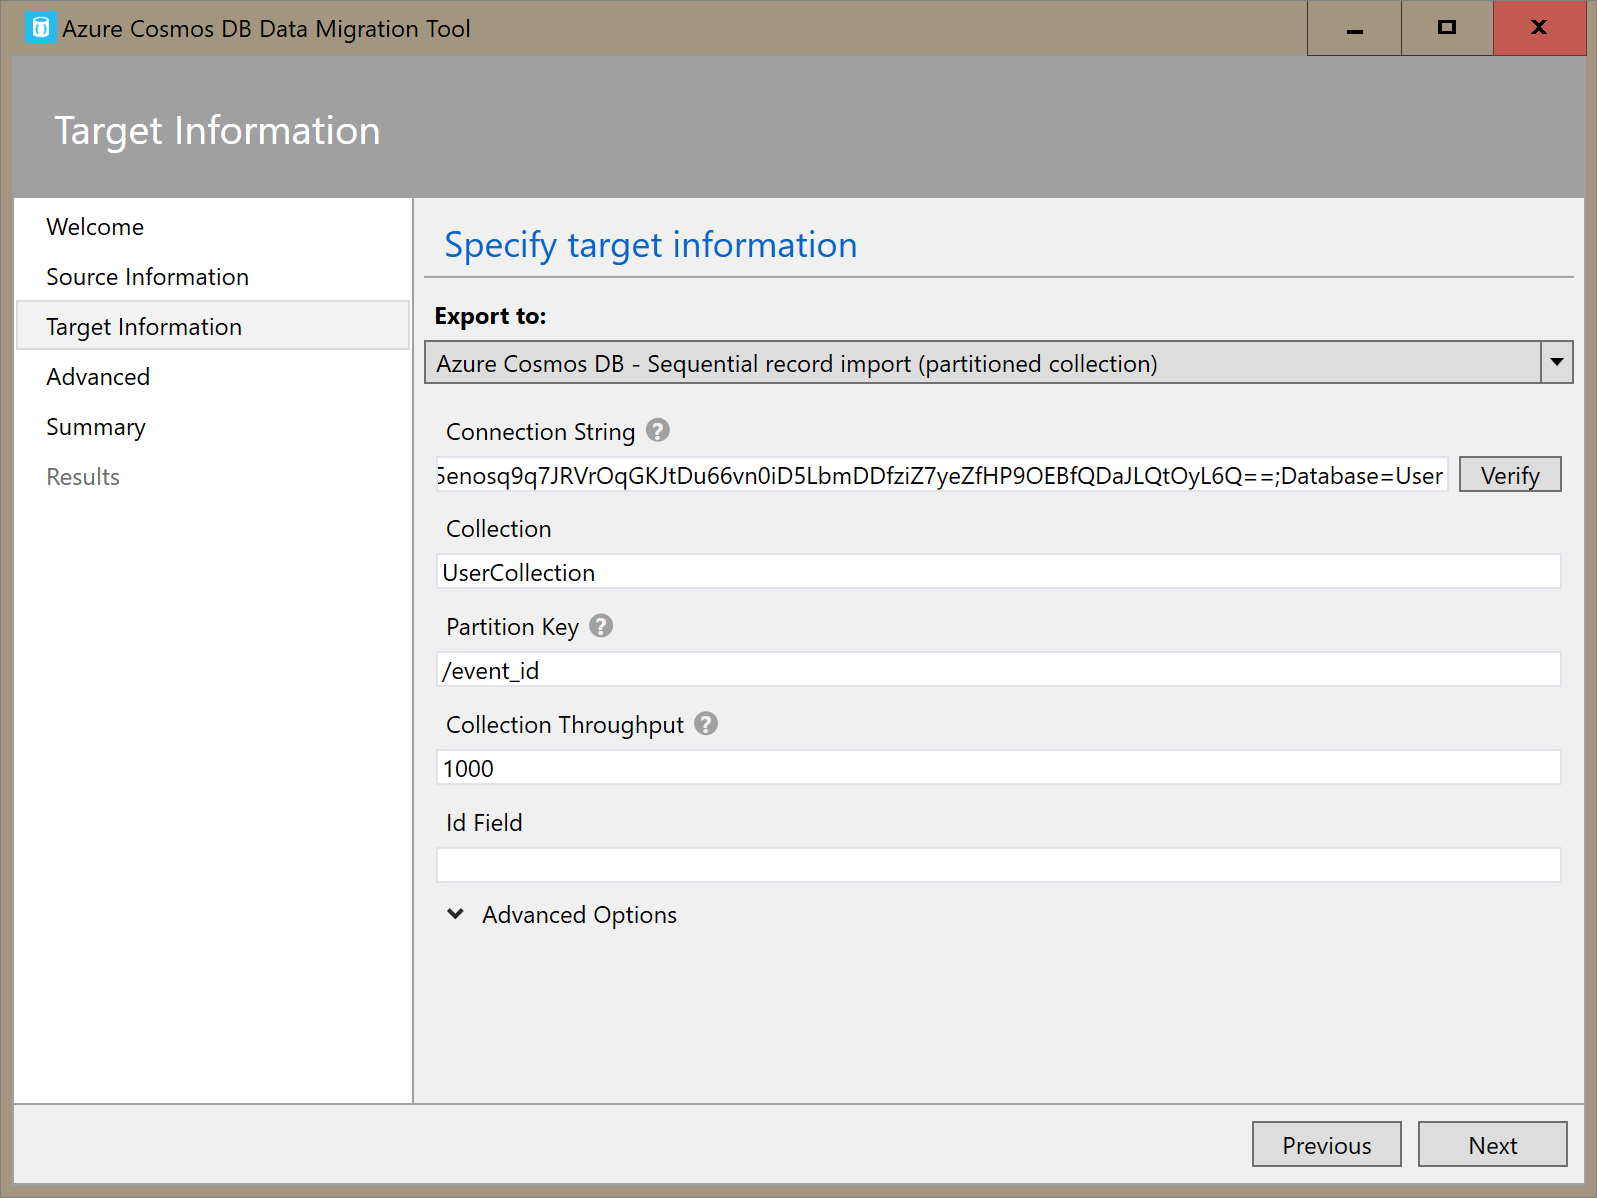 Azure Cosmos DB Data Migration Tool
Target Information
Welcome
Source Information
Target Information
Advanced
Summary
Results
Specify target information
Export to:
Azure Cosmos DB - Sequential record import (partitioned collection)
Connection String ?
5enosq9q7JRVrOqGKJtDu66vn0iD5LbmDDfziZ7yeZfHP9OEBfQDaJLQtOyL6Q==;Database=User
Verify
Collection
UserCollection
Partition Key ?
/event_id
Collection Throughput ?
1000
Id Field
Advanced Options
Previous
Next